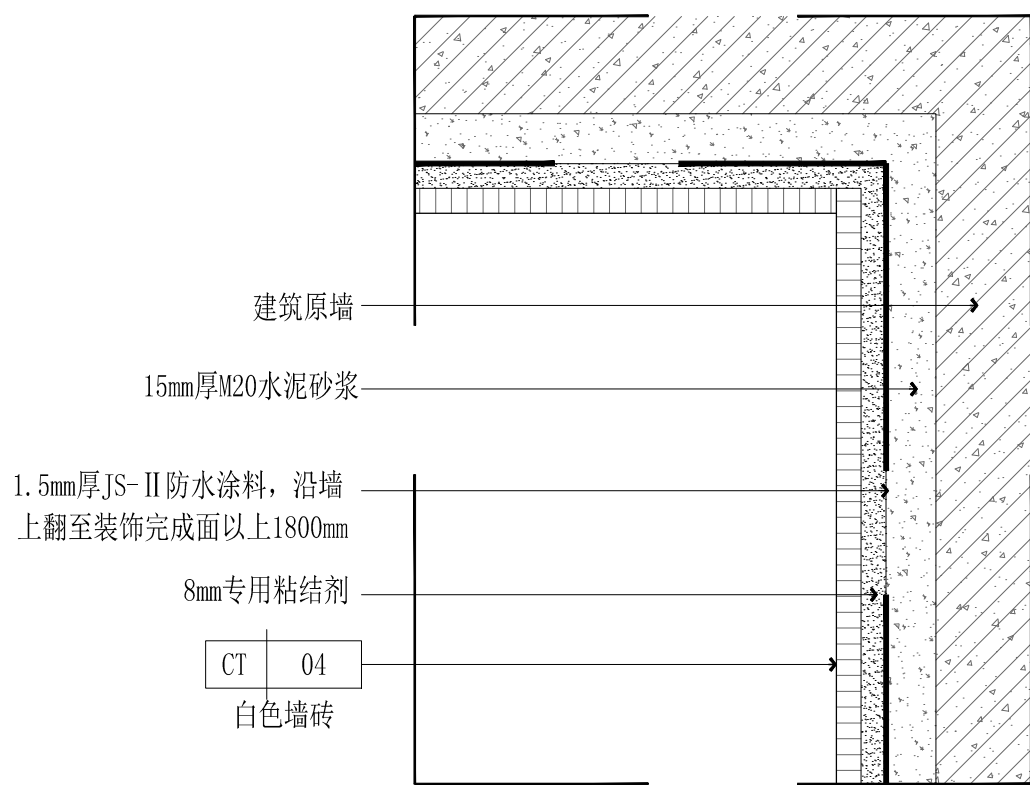 建筑原墙
15mm厚M20水泥砂浆
1.5mm厚JS-Ⅱ防水涂料，沿墙
上翻至装饰完成面以上1800mm
8mm专用粘结剂
CT 04
白色墙砖